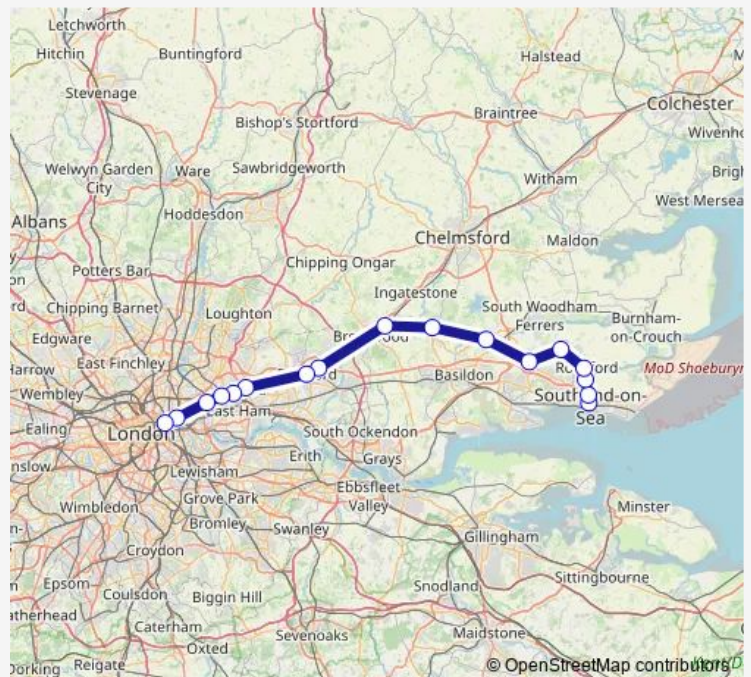 Letchworth
Hitchin
Buntingford
Halstead
Stevenage
Colchester
Bishop's Stortford
Braintree
Wivenho
Welwyn Garden
City
Ware
Sawbridgeworth
Witham
Brigh
West Mersea
Hoddesdon
Albans
Chelmsford
Maldon
Potters Bar
Chipping Ongar
Ingatestone
Chipping Barnet
Loughton
South Woodham
Ferrers
Burnham-
on-Crouch
Edgware
East Finchley
Harrow
MoD Shoeburyn
Wembley
Basildon
East Ham
Southend-on-
Sea
Ealing
London
South Ockendon
nslow
Lewisham
Erith
Grays
Grove Park
Ebbsfleet
Valley
Wimbledon
Bromley
Swanley
Gillingham
Minster
Croydon
Sittingbourne
Epsom
Coulsdon
Biggin Hill
Snodland
atherhead
Caterham
Oxted
Sevenoaks
Maidstone
Dorking
Reigate
© OpenStreetMap contributors